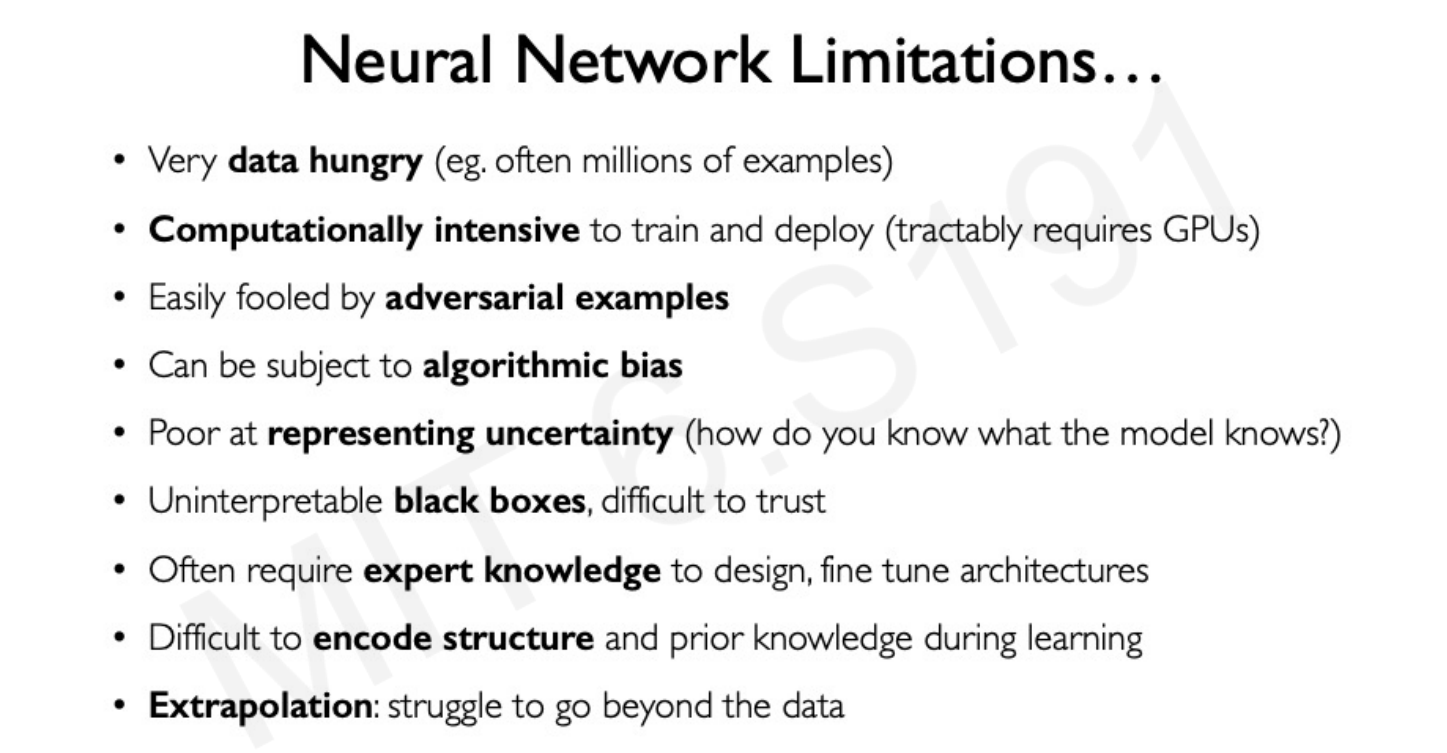 Neural Network Limitations...
• Very data hungry (eg. often millions of examples)
• Computationally intensive to train and deploy (tractably requires GPUs)
• Easily fooled by adversarial examples
• Can be subject to algorithmic bias
• Poor at representing uncertainty (how do you know what the model knows?)
• Uninterpretable black boxes, difficult to trust
• Often require expert knowledge to design, fine tune architectures
• Difficult to encode structure and prior knowledge during learning
• Extrapolation: struggle to go beyond the data
MIT 6.S191